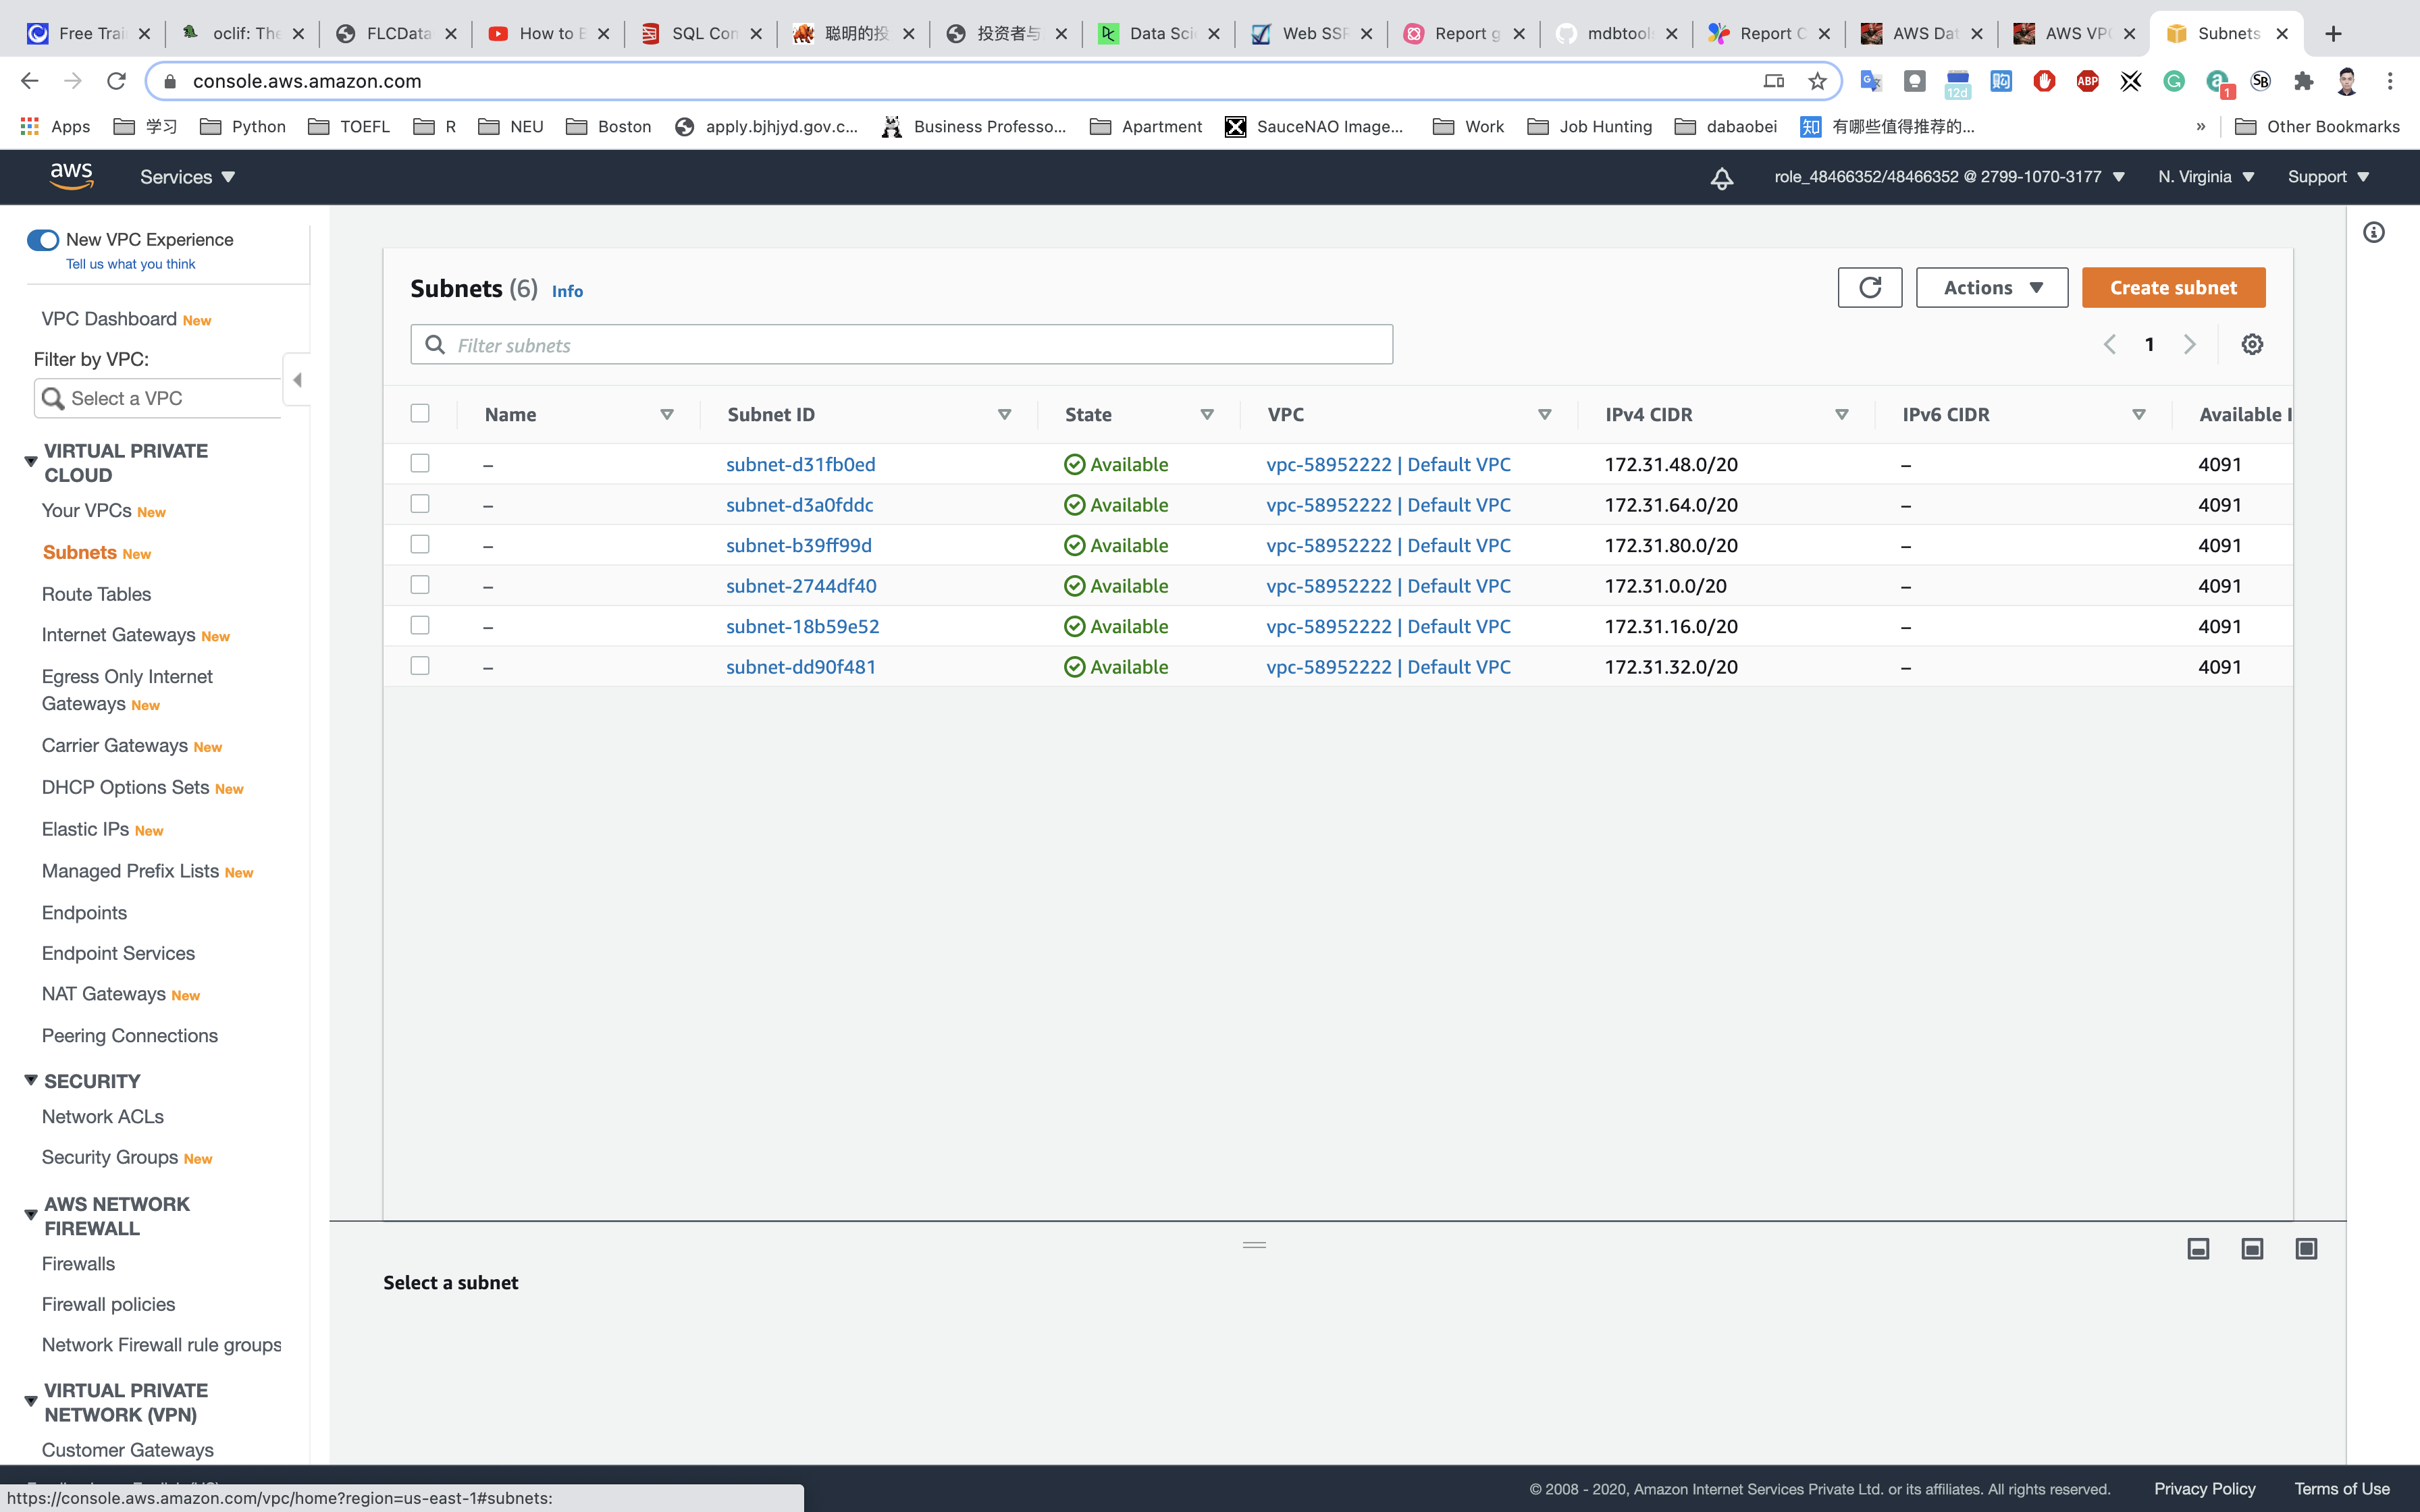 Free Trai
oclif: The
FLCData
How to E
SQL Con
聪明的投
投资者与
Data Sci
Web SSR
Report g
mdbtools
Report C
AWS Dat
AWS VPC
Subnets
console.aws.amazon.com
12d
ABP
1
Apps
学习
Python
TOEFL
R
NEU
Boston
apply.bjhjyd.gov.c...
Business Professo...
Apartment
SauceNAO Image...
Work
Job Hunting
dabaobei
有哪些值得推荐的...
»
Other Bookmarks
aws
Services
role_48466352/48466352 @ 2799-1070-3177
N. Virginia
Support
New VPC Experience
Tell us what you think
VPC Dashboard New
Filter by VPC:
Select a VPC
VIRTUAL PRIVATE
CLOUD
Your VPCs New
Subnets New
Route Tables
Internet Gateways New
Egress Only Internet
Gateways New
Carrier Gateways New
DHCP Options Sets New
Elastic IPs New
Managed Prefix Lists New
Endpoints
Endpoint Services
NAT Gateways New
Peering Connections
SECURITY
Network ACLs
Security Groups New
AWS NETWORK
FIREWALL
Firewalls
Firewall policies
Network Firewall rule groups
VIRTUAL PRIVATE
NETWORK (VPN)
Customer Gateways
Subnets (6) Info
Actions
Create subnet
Filter subnets
1
Name Subnet ID State VPC IPv4 CIDR IPv6 CIDR Available I
– subnet-d31fb0ed Available vpc-58952222 | Default VPC 172.31.48.0/20 – 4091
– subnet-d3a0fddc Available vpc-58952222 | Default VPC 172.31.64.0/20 – 4091
– subnet-b39ff99d Available vpc-58952222 | Default VPC 172.31.80.0/20 – 4091
– subnet-2744df40 Available vpc-58952222 | Default VPC 172.31.0.0/20 – 4091
– subnet-18b59e52 Available vpc-58952222 | Default VPC 172.31.16.0/20 – 4091
– subnet-dd90f481 Available vpc-58952222 | Default VPC 172.31.32.0/20 – 4091
Select a subnet
https://console.aws.amazon.com/vpc/home?region=us-east-1#subnets:
© 2008 - 2020, Amazon Internet Services Private Ltd. or its affiliates. All rights reserved.
Privacy Policy
Terms of Use